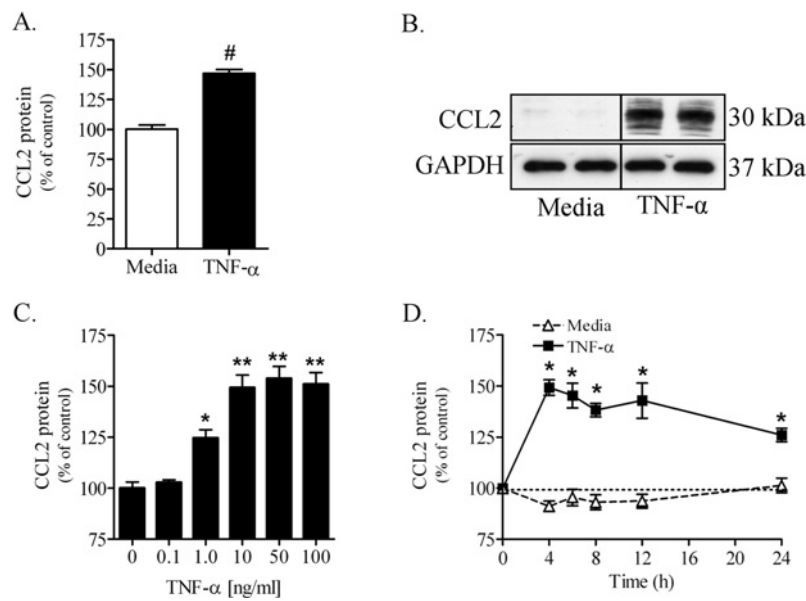 A.
CCL2 protein
(% of control)
175
150
125
100
75
50
25
0
#
Media
TNF-α
B.
CCL2
30 kDa
GAPDH
37 kDa
Media
TNF-α
C.
CCL2 protein
(% of control)
175
150
125
100
75
*
**
**
**
0
0.1
1.0
10
50
100
TNF-α [ng/ml]
D.
Media
TNF-α
CCL2 protein
(% of control)
175
150
125
100
75
*
*
*
*
*
0
4
8
12
16
20
24
Time (h)